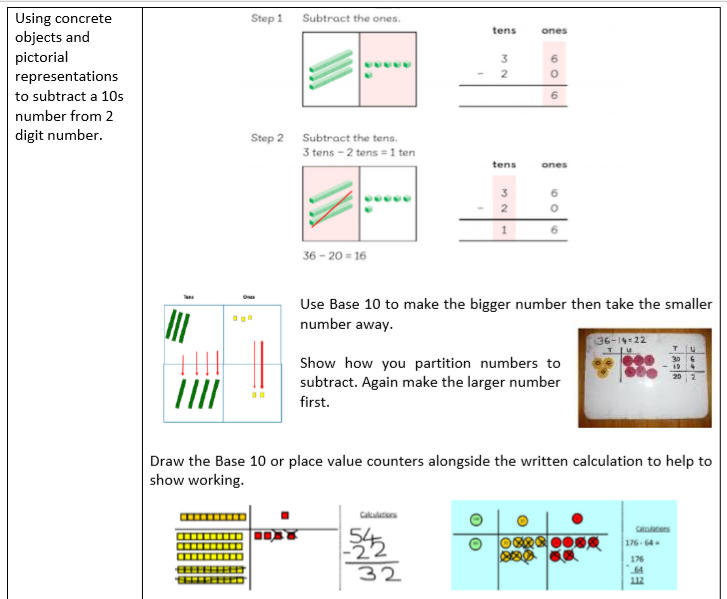 Using concrete
objects and
pictorial
representations
to subtract a 10s
number from 2
digit number.
Step 1 Subtract the ones.
tens ones
3 6
- 2 0
6
Step 2 Subtract the tens.
3 tens – 2 tens = 1 ten
tens ones
3 6
- 2 0
1 6
36 – 20 = 16
Tens Ones
Use Base 10 to make the bigger number then take the smaller
number away.
Show how you partition numbers to
subtract. Again make the larger number
first.
36-14=22
T U
T U
30 6
- 10 4
20 2
Draw the Base 10 or place value counters alongside the written calculation to help to
show working.
Calculations
54
-22
32
Calculations
176 - 64 =
176
- 64
112